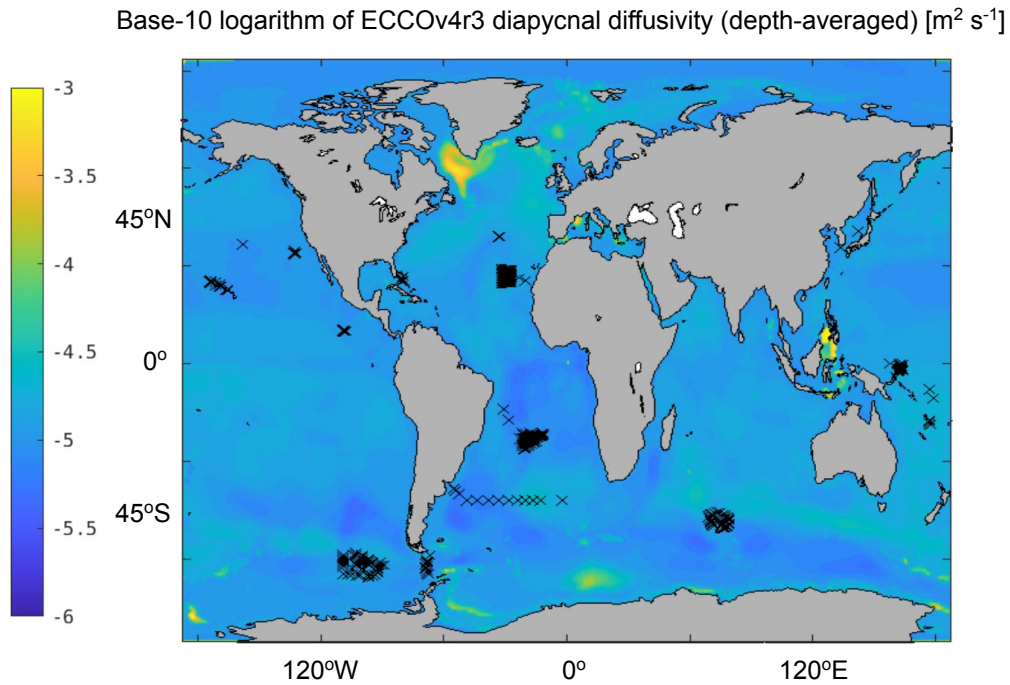 Base-10 logarithm of ECCOv4r3 diapycnal diffusivity (depth-averaged) [m² s⁻¹]
-3
-3.5
-4
-4.5
-5
-5.5
-6
45ºN
0º
45ºS
120ºW
0º
120ºE